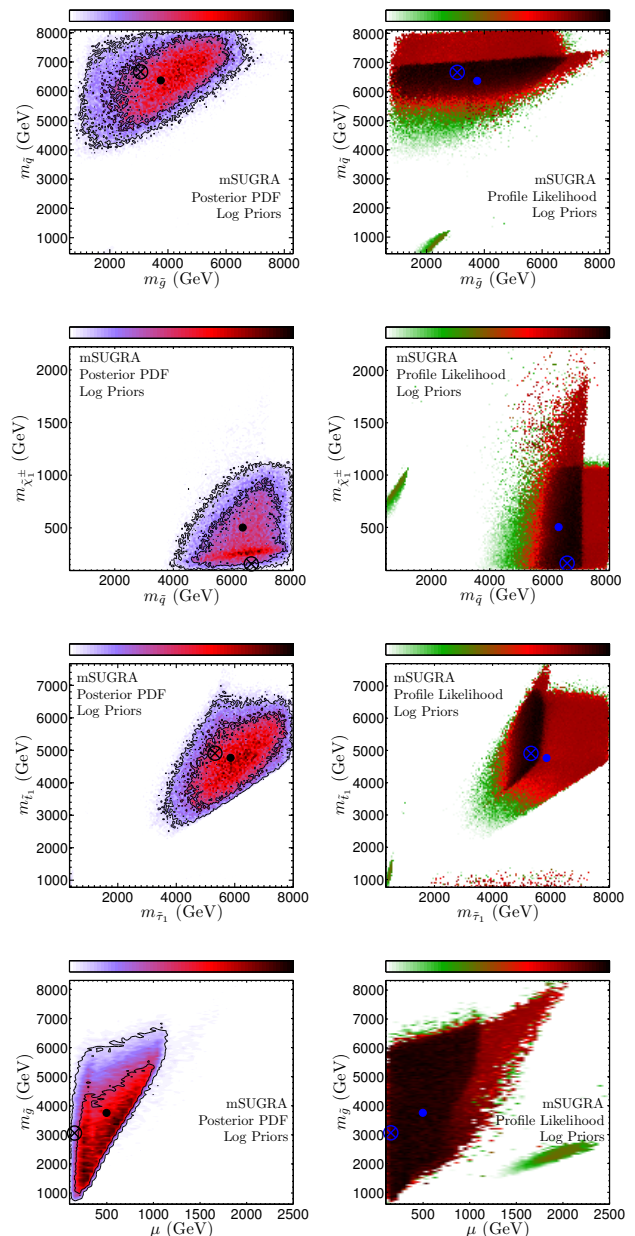 8000
7000
6000
5000
4000
3000
2000
1000
m_q̃ (GeV)
mSUGRA
Posterior PDF
Log Priors
2000 4000 6000 8000
m_g̃ (GeV)
8000
7000
6000
5000
4000
3000
2000
1000
m_q̃ (GeV)
mSUGRA
Profile Likelihood
Log Priors
2000 4000 6000 8000
m_g̃ (GeV)
mSUGRA
Posterior PDF
Log Priors
2000
1500
1000
500
m_χ̃₁^± (GeV)
2000 4000 6000 8000
m_q̃ (GeV)
mSUGRA
Profile Likelihood
Log Priors
2000
1500
1000
500
m_χ̃₁^± (GeV)
2000 4000 6000 8000
m_q̃ (GeV)
mSUGRA
Posterior PDF
Log Priors
7000
6000
5000
4000
3000
2000
1000
m_t̃₁ (GeV)
2000 4000 6000 8000
m_τ̃₁ (GeV)
mSUGRA
Profile Likelihood
Log Priors
7000
6000
5000
4000
3000
2000
1000
m_t̃₁ (GeV)
2000 4000 6000 8000
m_τ̃₁ (GeV)
8000
7000
6000
5000
4000
3000
2000
1000
m_g̃ (GeV)
mSUGRA
Posterior PDF
Log Priors
500 1000 1500 2000 2500
μ (GeV)
8000
7000
6000
5000
4000
3000
2000
1000
m_g̃ (GeV)
mSUGRA
Profile Likelihood
Log Priors
500 1000 1500 2000 2500
μ (GeV)